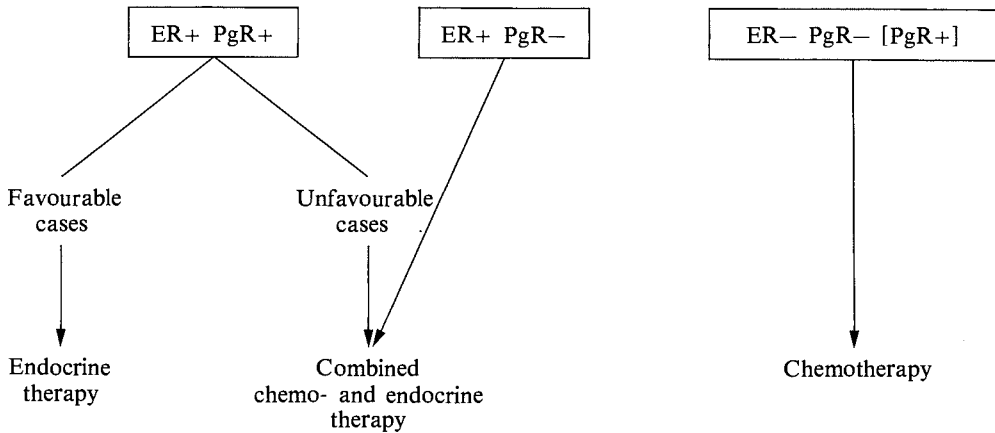 ER+ PgR+
ER+ PgR−
ER− PgR− [PgR+]
Favourable
cases
Unfavourable
cases
Endocrine
therapy
Combined
chemo- and endocrine
therapy
Chemotherapy